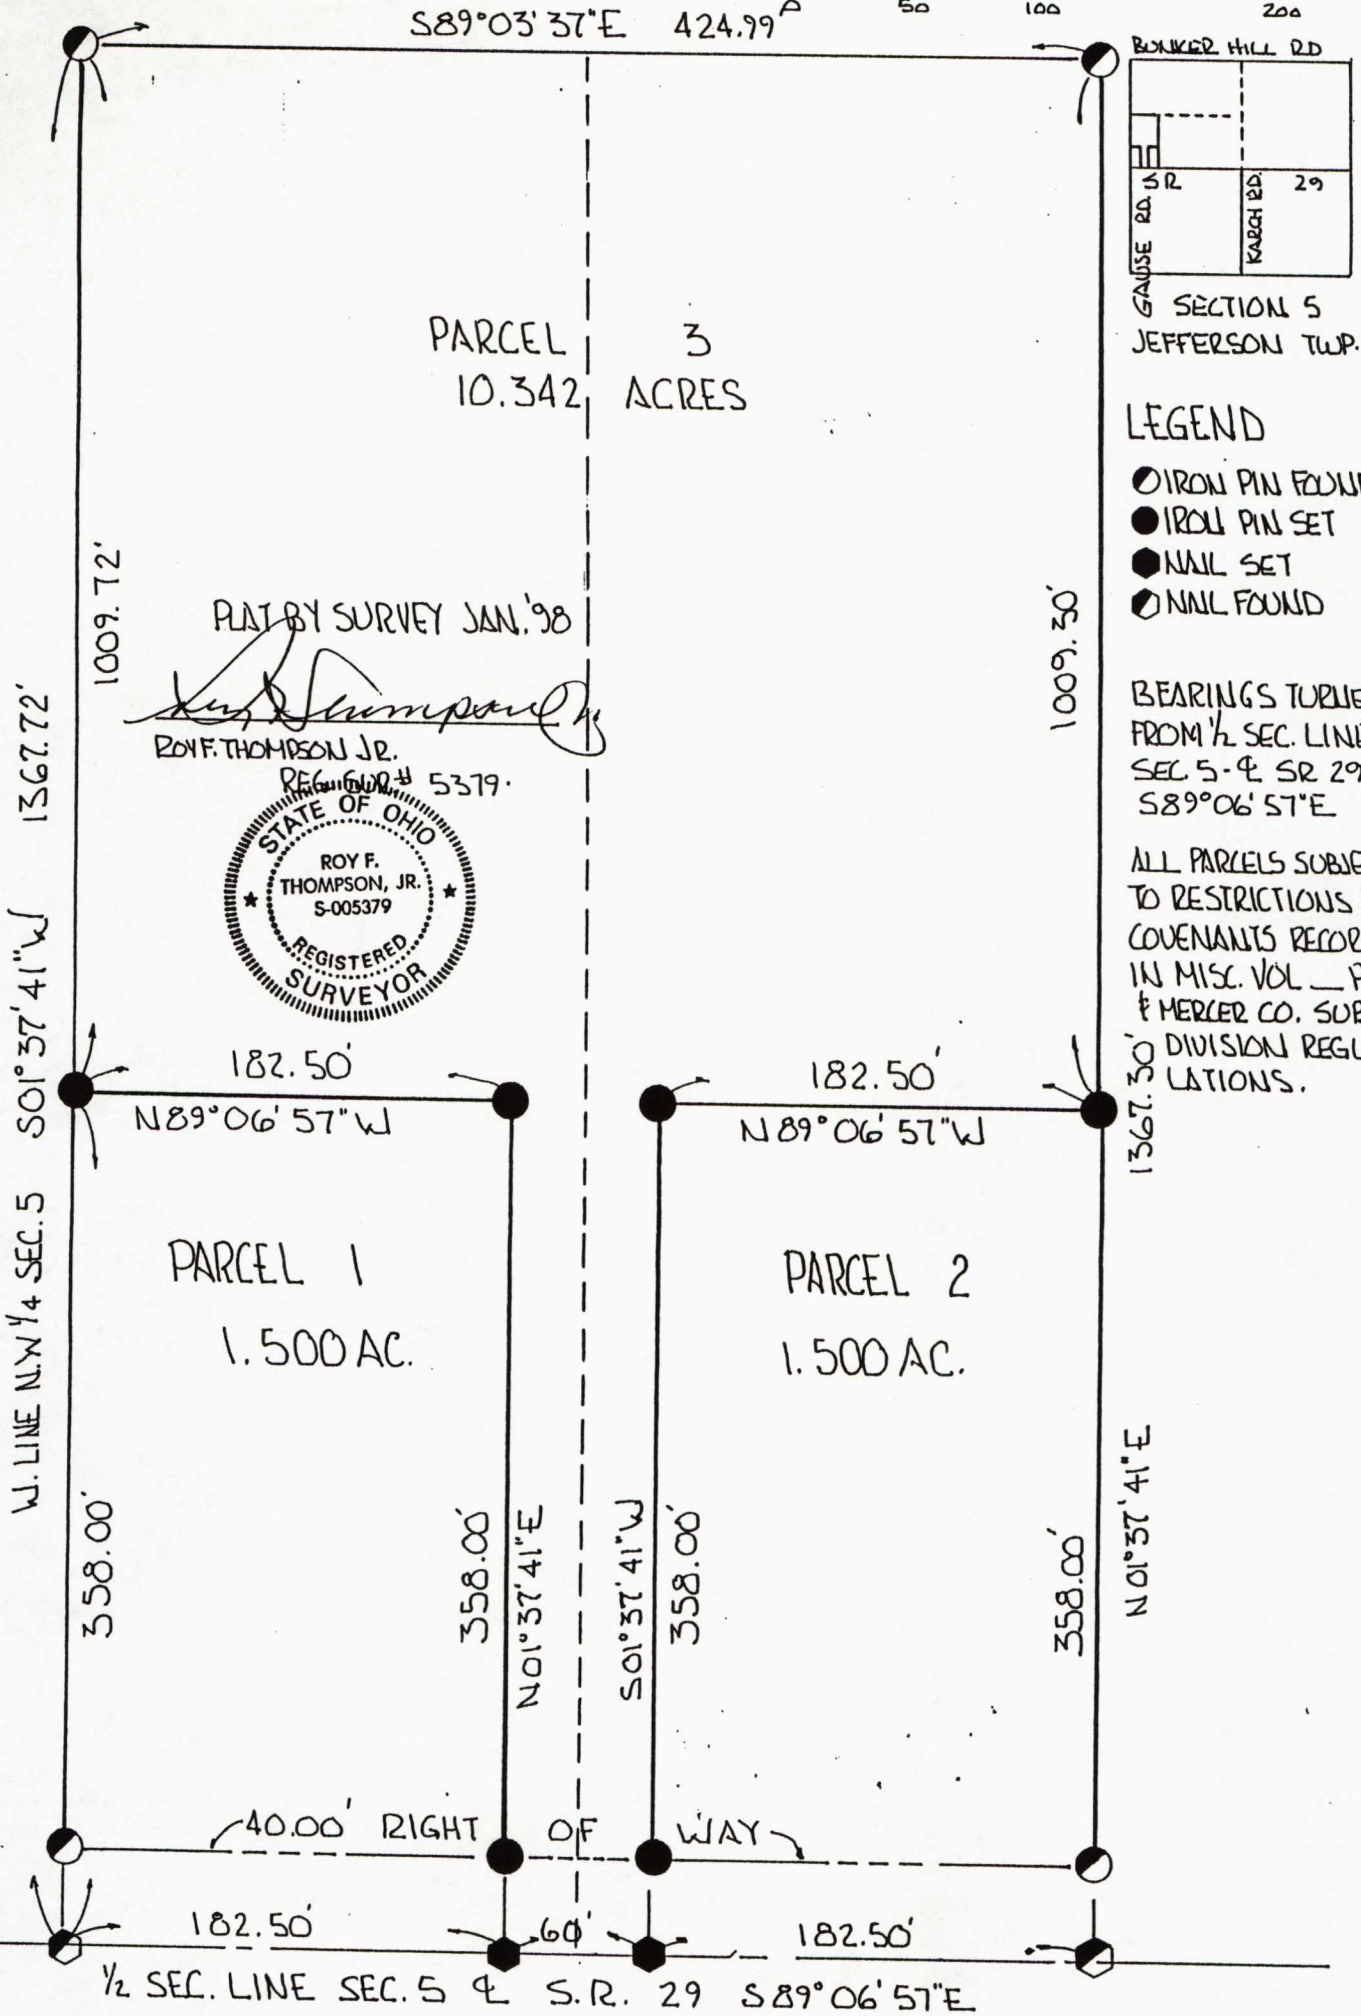 S89°03'37"E 424.99'
0 50 100 200
BUNKER HILL RD
SR 29
GAUSE RD.
KARCH RD.
SECTION 5
JEFFERSON TWP.
PARCEL 3
10.342 ACRES
LEGEND
IRON PIN FOUN
IRON PIN SET
NAIL SET
NAIL FOUND
1009.72'
1009.30'
PLAT BY SURVEY JAN.'98
ROY F. THOMPSON JR.
REG. SUR.# 5379.
STATE OF OHIO
ROY F.
THOMPSON, JR.
S-005379
REGISTERED
SURVEYOR
BEARINGS TURNE
FROM 1/2 SEC. LINE
SEC. 5 - ℄ SR 29
S89°06'57"E
ALL PARCELS SUBJE
TO RESTRICTIONS
COVENANTS RECOR
IN MISC. VOL __ P
& MERCER CO. SUB
DIVISION REGU
LATIONS.
W. LINE N.W 1/4 SEC. 5 S01°37'41"W 1367.72'
1367.30'
182.50'
N89°06'57"W
182.50'
N89°06'57"W
PARCEL 1
1.500 AC.
PARCEL 2
1.500 AC.
358.00'
358.00'
N01°37'41"E
S01°37'41"W
358.00'
358.00'
N01°37'41"E
40.00' RIGHT OF WAY
182.50' 60' 182.50'
1/2 SEC. LINE SEC. 5 ℄ S.R. 29 S89°06'57"E